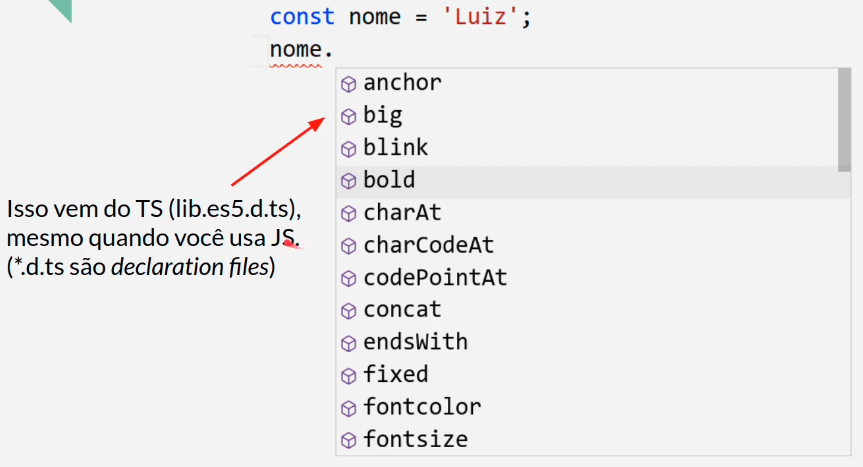 const nome = 'Luiz';
nome.
anchor
big
blink
bold
charAt
charCodeAt
codePointAt
concat
endsWith
fixed
fontcolor
fontsize
Isso vem do TS (lib.es5.d.ts),
mesmo quando você usa JS.
(*.d.ts são declaration files)